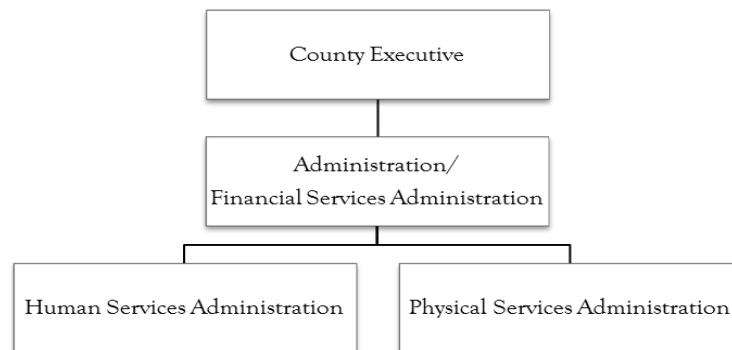 County Executive
Administration/
Financial Services Administration
Human Services Administration
Physical Services Administration